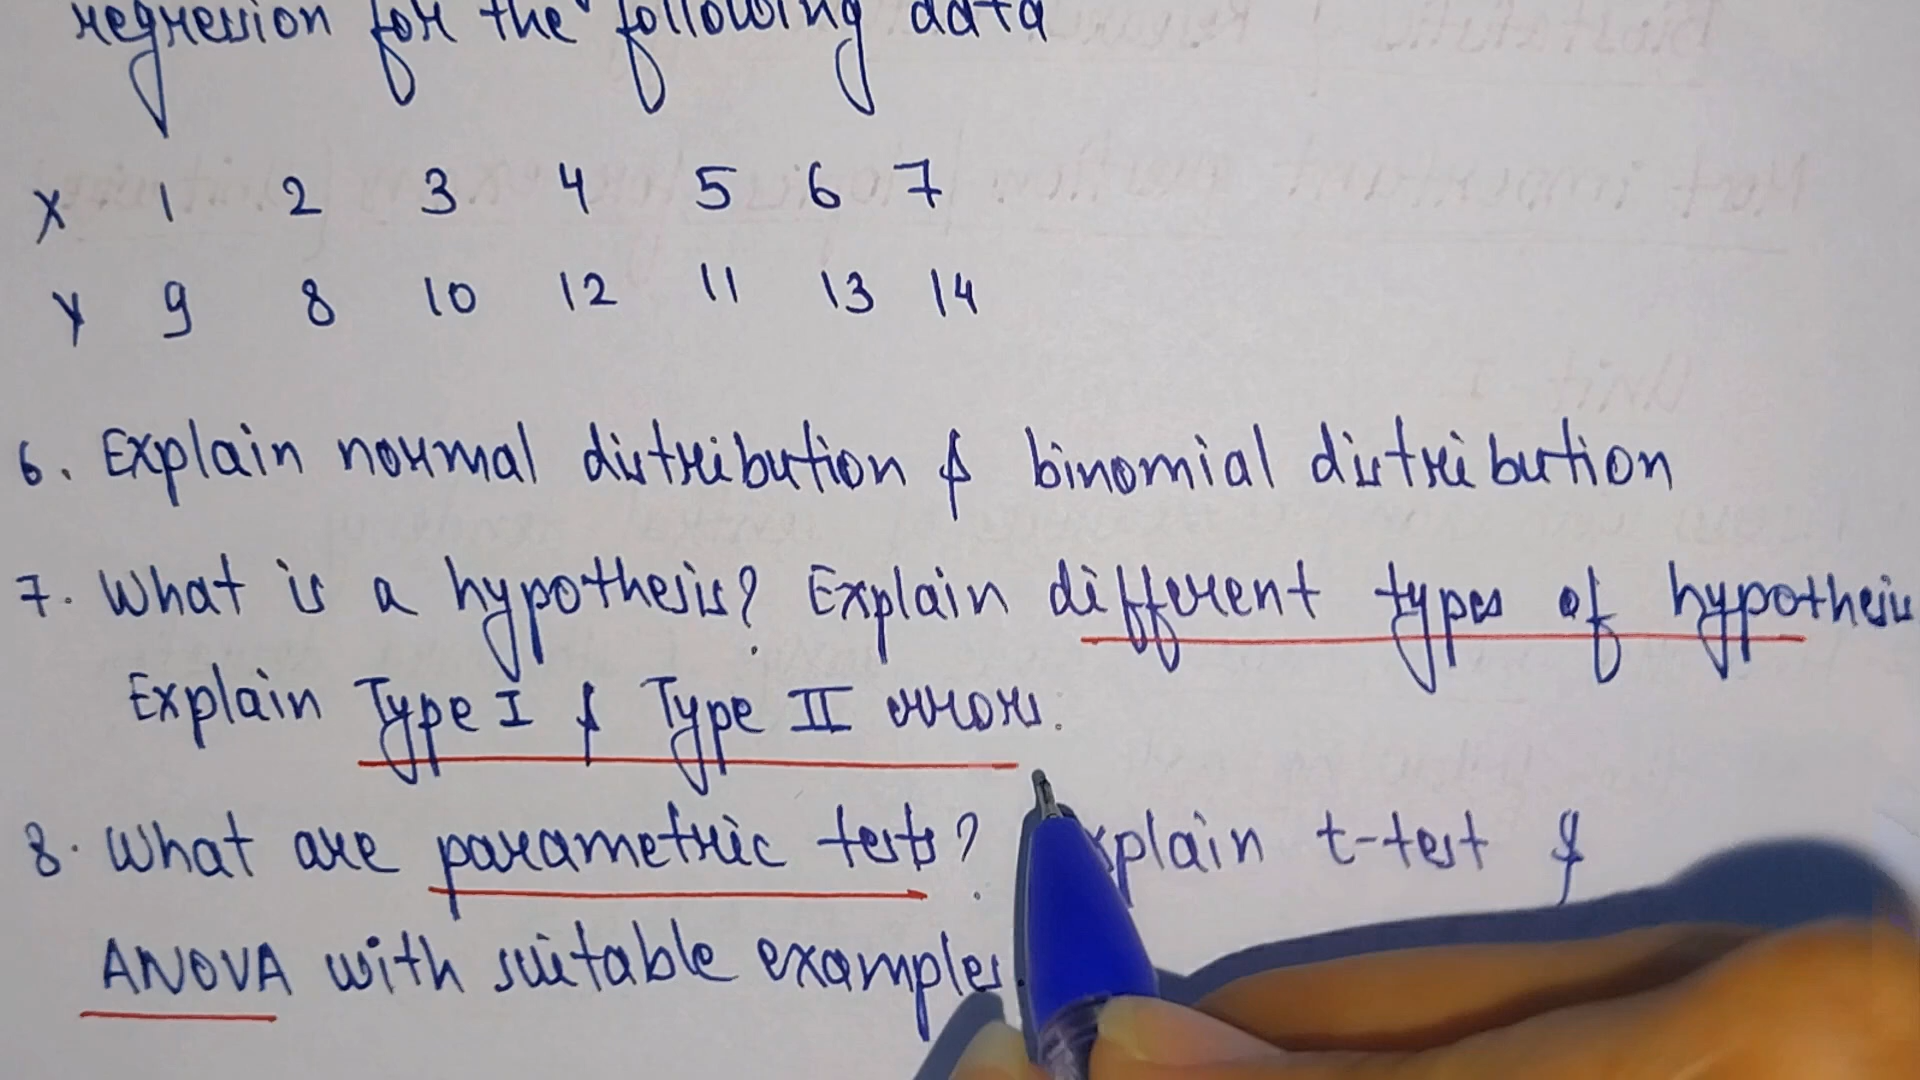 regression for the following data
X 1 2 3 4 5 6 7
Y 9 8 10 12 11 13 14
6. Explain normal distribution & binomial distribution
7. What is a hypothesis? Explain different types of hypothesis
Explain Type I & Type II errors.
8. What are parametric tests? Explain t-test &
ANOVA with suitable examples.